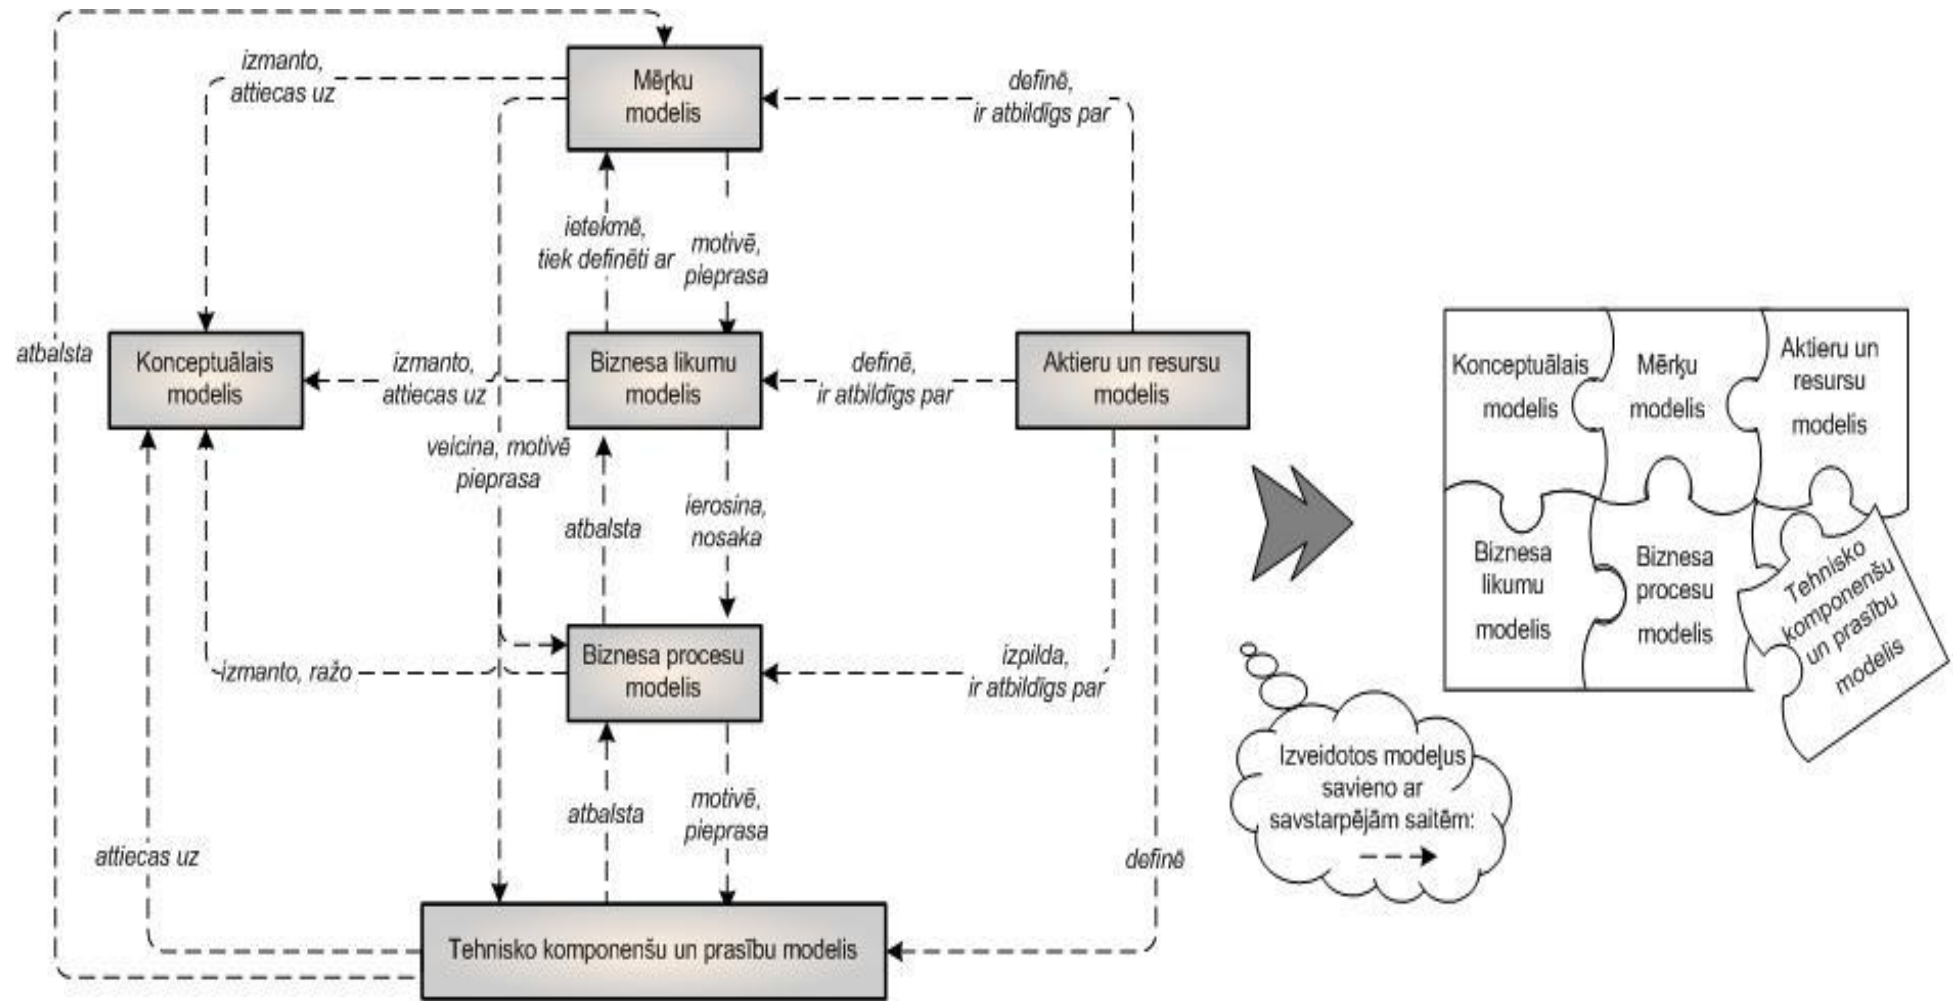 izmanto,
attiecas uz
Mērķu
modelis
definē,
ir atbildīgs par
ietekmē,
tiek definēti ar
motivē,
pieprasa
atbalsta
Konceptuālais
modelis
izmanto,
attiecas uz
Biznesa likumu
modelis
definē,
ir atbildīgs par
Aktieru un resursu
modelis
veicina, motivē
pieprasa
atbalsta
ierosina,
nosaka
izmanto, ražo
Biznesa procesu
modelis
izpilda,
ir atbildīgs par
atbalsta
motivē,
pieprasa
attiecas uz
definē
Tehnisko komponenšu un prasību modelis
Konceptuālais
modelis
Mērķu
modelis
Aktieru un
resursu
modelis
Biznesa
likumu
modelis
Biznesa
procesu
modelis
Tehnisko
komponenšu
un prasību
modelis
Izveidotos modeļus
savieno ar
savstarpējām saitēm: